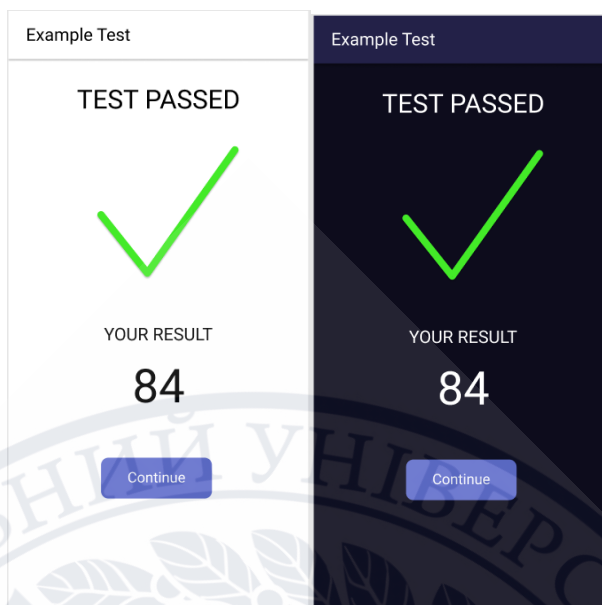 Example Test
TEST PASSED
YOUR RESULT
84
Continue
Example Test
TEST PASSED
YOUR RESULT
84
Continue